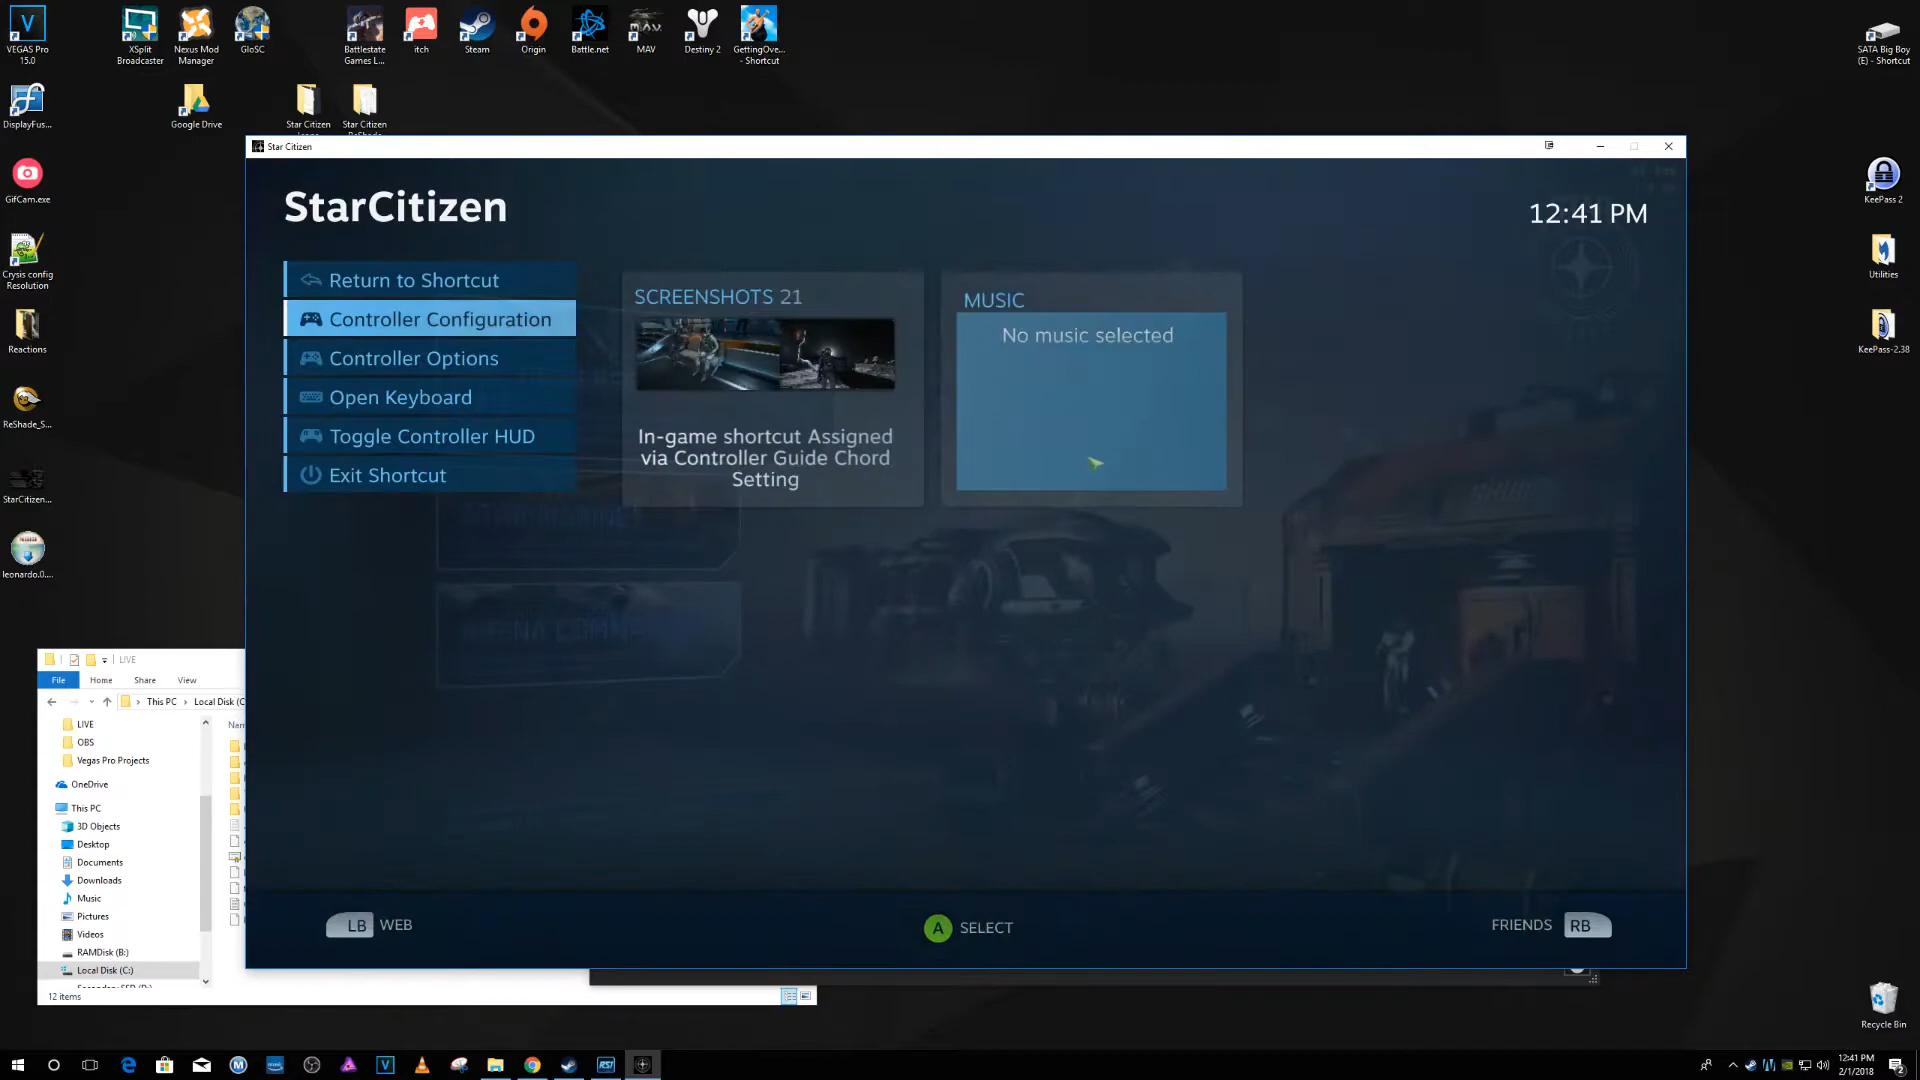 VEGAS Pro
15.0
XSplit
Broadcaster
Nexus Mod
Manager
GloSC
Battlestate
Games L...
itch
Steam
Origin
Battle.net
MAV
Destiny 2
GettingOve...
- Shortcut
SATA Big Boy
(E) - Shortcut
DisplayFus...
Google Drive
Star Citizen
Star Citizen
GifCam.exe
KeePass 2
Crysis config
Resolution
Utilities
Reactions
KeePass-2.38
ReShade_S...
StarCitizen...
leonardo.0....
Recycle Bin
Star Citizen
StarCitizen
12:41 PM
Return to Shortcut
Controller Configuration
Controller Options
Open Keyboard
Toggle Controller HUD
Exit Shortcut
SCREENSHOTS 21
In-game shortcut Assigned
via Controller Guide Chord
Setting
MUSIC
No music selected
LB WEB
A SELECT
FRIENDS RB
LIVE
File Home Share View
This PC › Local Disk (C
LIVE
OBS
Vegas Pro Projects
OneDrive
This PC
3D Objects
Desktop
Documents
Downloads
Music
Pictures
Videos
RAMDisk (B:)
Local Disk (C:)
12 items
12:41 PM
2/1/2018